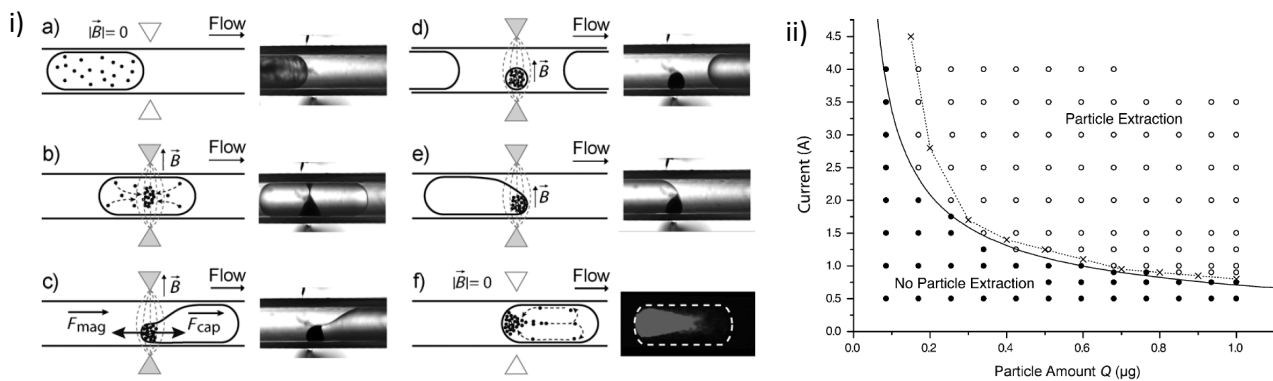 i)
a)
|B⃗|= 0
Flow
b)
B⃗
Flow
c)
B⃗
Flow
F⃗mag
F⃗cap
d)
Flow
B⃗
e)
Flow
B⃗
f)
|B⃗|= 0
Flow
ii)
Current (A)
4.5
4.0
3.5
3.0
2.5
2.0
1.5
1.0
0.5
0.0
Particle Extraction
No Particle Extraction
0.0 0.2 0.4 0.6 0.8 1.0
Particle Amount Q (µg)